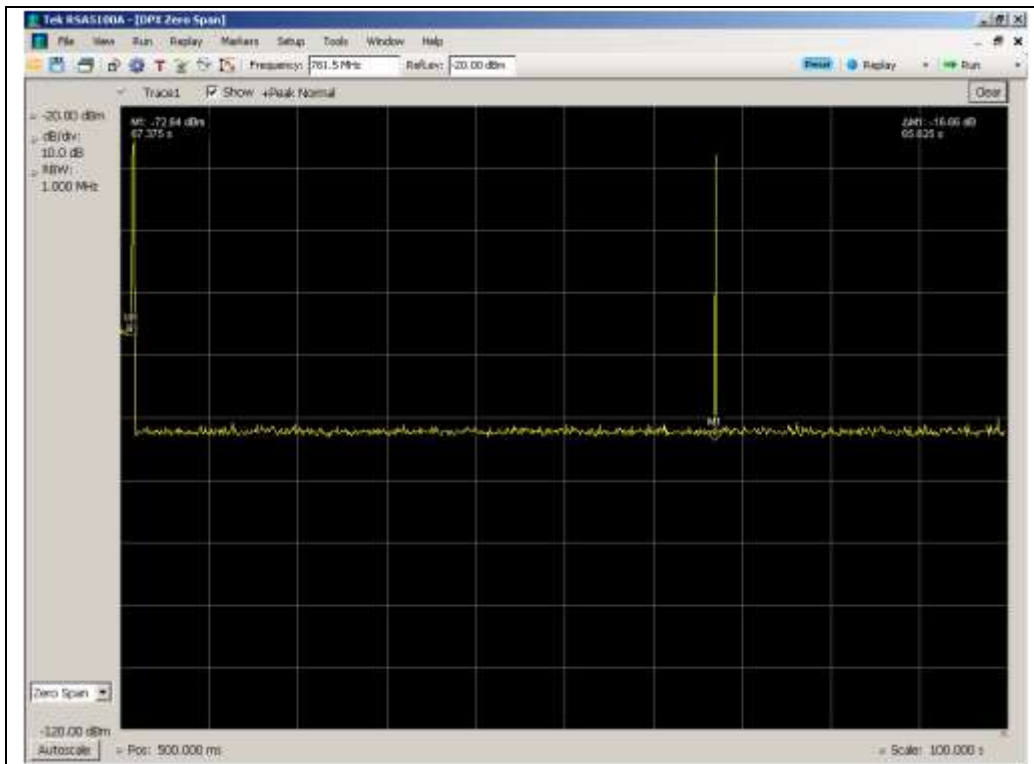 Tek RSA5100A - [DPX Zero Span]
File View Run Replay Markers Setup Tools Window Help
Frequency: 761.5 MHz RefLev: -20.00 dBm Preset Replay Run
Trace1 Show +Peak Normal Clear
-20.00 dBm
dB/div:
10.0 dB
RBW:
1.000 MHz
M1: -72.64 dBm
67.375 s
ΔM1: -16.66 dB
65.825 s
M1
Zero Span
-120.00 dBm
Autoscale Pos: 500.000 ms Scale: 100.000 s